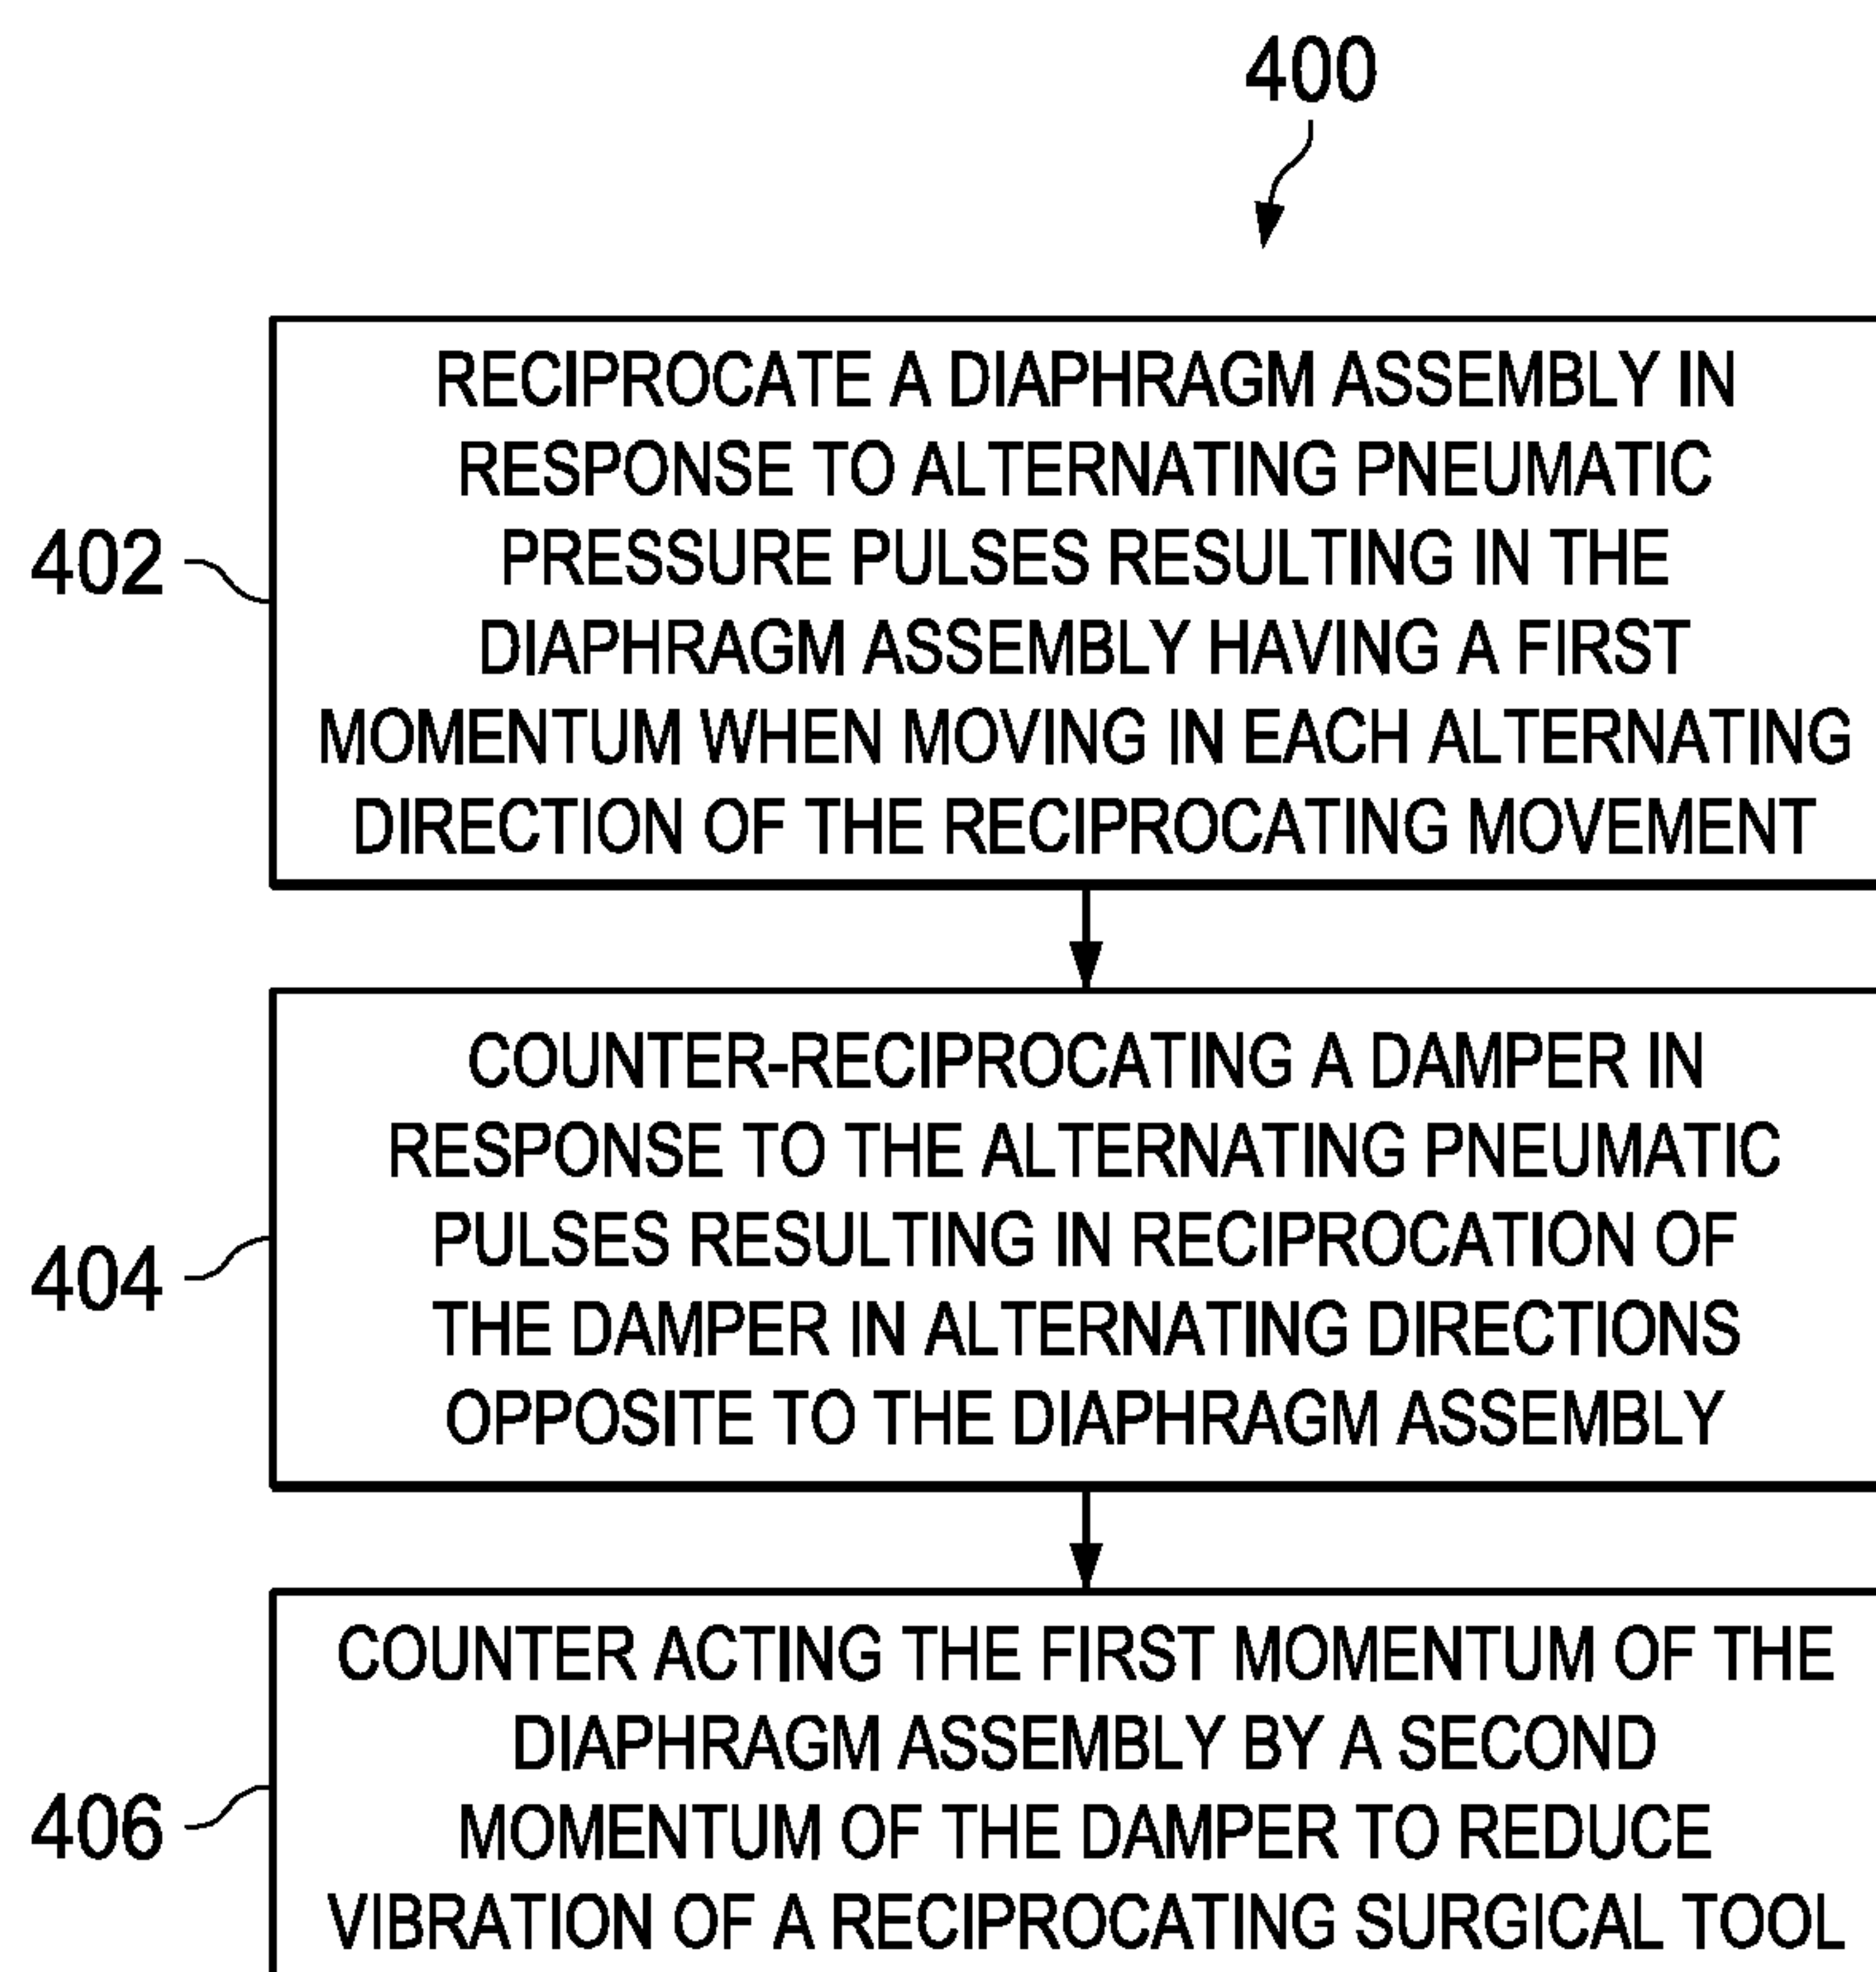 400
RECIPROCATE A DIAPHRAGM ASSEMBLY IN
RESPONSE TO ALTERNATING PNEUMATIC
PRESSURE PULSES RESULTING IN THE
DIAPHRAGM ASSEMBLY HAVING A FIRST
MOMENTUM WHEN MOVING IN EACH ALTERNATING
DIRECTION OF THE RECIPROCATING MOVEMENT
402
COUNTER-RECIPROCATING A DAMPER IN
RESPONSE TO THE ALTERNATING PNEUMATIC
PULSES RESULTING IN RECIPROCATION OF
THE DAMPER IN ALTERNATING DIRECTIONS
OPPOSITE TO THE DIAPHRAGM ASSEMBLY
404
COUNTER ACTING THE FIRST MOMENTUM OF THE
DIAPHRAGM ASSEMBLY BY A SECOND
MOMENTUM OF THE DAMPER TO REDUCE
VIBRATION OF A RECIPROCATING SURGICAL TOOL
406